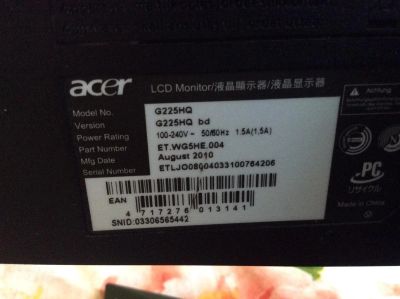 acer LCD Monitor/液晶顯示器/液晶显示器
Model No. G225HQ
Version G225HQ bd
Power Rating 100-240V~ 50/60Hz 1.5A(1,5A)
Part Number ET.WG5HE.004
Mfg Date August 2010
Serial Number ETLJO08004033100764206
EAN
4 717276 013141
SNID:03306565442
Achtung
PC
リサイクル
Made in China